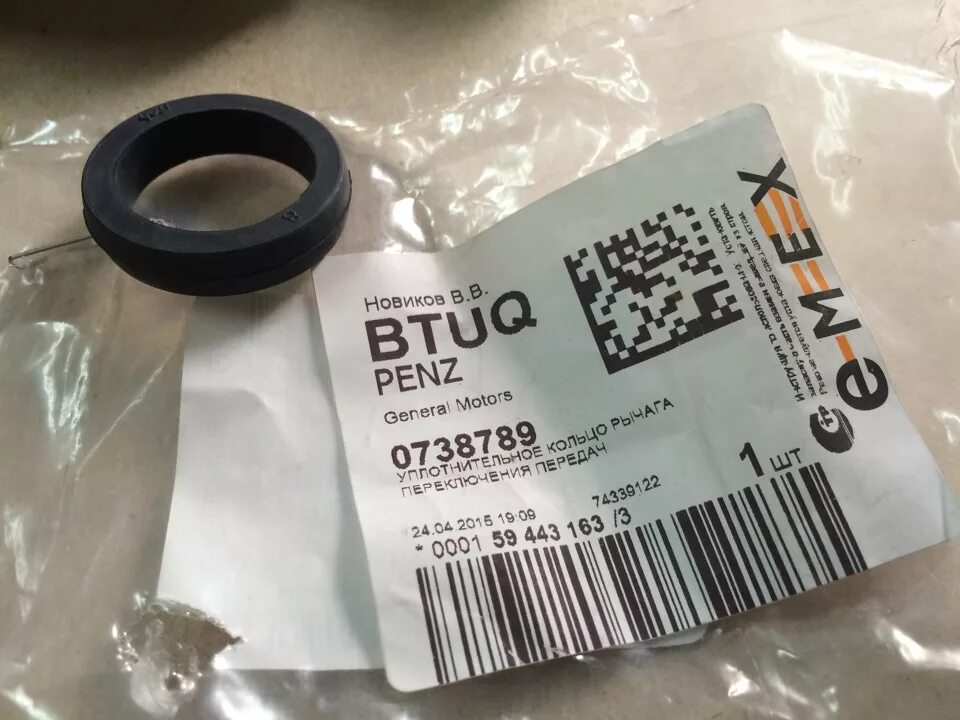 Новиков В.В.
BTUQ
PENZ
General Motors
0738789
УПЛОТНИТЕЛЬНОЕ КОЛЬЦО РЫЧАГА
ПЕРЕКЛЮЧЕНИЯ ПЕРЕДАЧ
1 ШТ
24.04.2015 19:09
74339122
* 0001 59 443 163 /3
e-MEEX